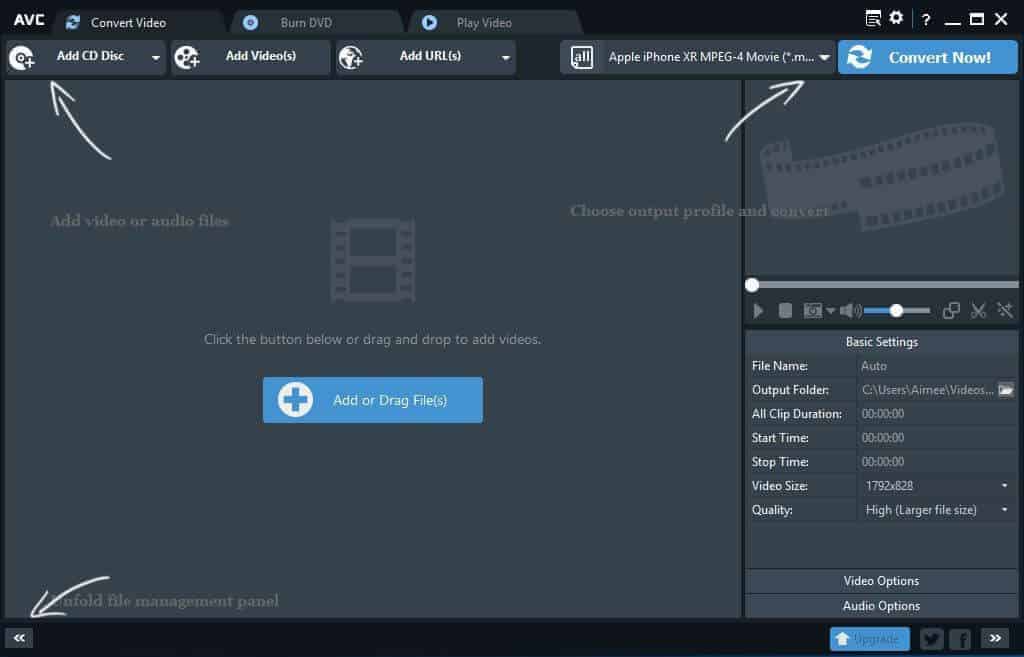 AVC Convert Video Burn DVD Play Video ?
Add CD Disc Add Video(s) Add URL(s) all Apple iPhone XR MPEG-4 Movie (*.m... Convert Now!
Add video or audio files
Choose output profile and convert
Click the button below or drag and drop to add videos.
Add or Drag File(s)
Unfold file management panel
Basic Settings
File Name: Auto
Output Folder: C:\Users\Aimee\Videos...
All Clip Duration: 00:00:00
Start Time: 00:00:00
Stop Time: 00:00:00
Video Size: 1792x828
Quality: High (Larger file size)
Video Options
Audio Options
Upgrade